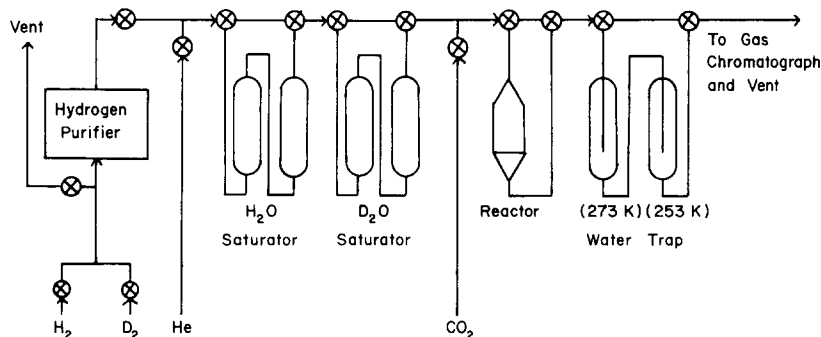 Vent
To Gas
Chromatograph
and Vent
Hydrogen
Purifier
H₂O
Saturator
D₂O
Saturator
Reactor
(273 K) (253 K)
Water Trap
H₂
D₂
He
CO₂